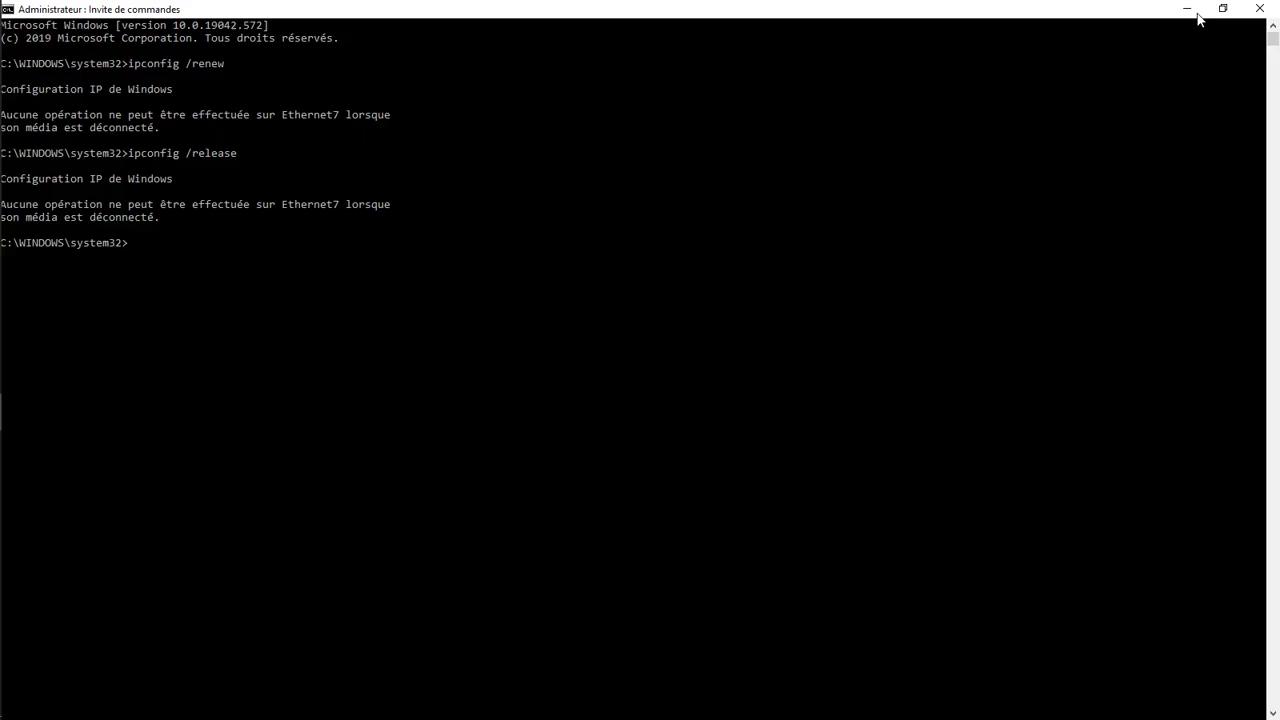 Administrateur : Invite de commandes
Microsoft Windows [version 10.0.19042.572]
(c) 2019 Microsoft Corporation. Tous droits réservés.
C:\WINDOWS\system32>ipconfig /renew
Configuration IP de Windows
Aucune opération ne peut être effectuée sur Ethernet7 lorsque
son média est déconnecté.
C:\WINDOWS\system32>ipconfig /release
Configuration IP de Windows
Aucune opération ne peut être effectuée sur Ethernet7 lorsque
son média est déconnecté.
C:\WINDOWS\system32>